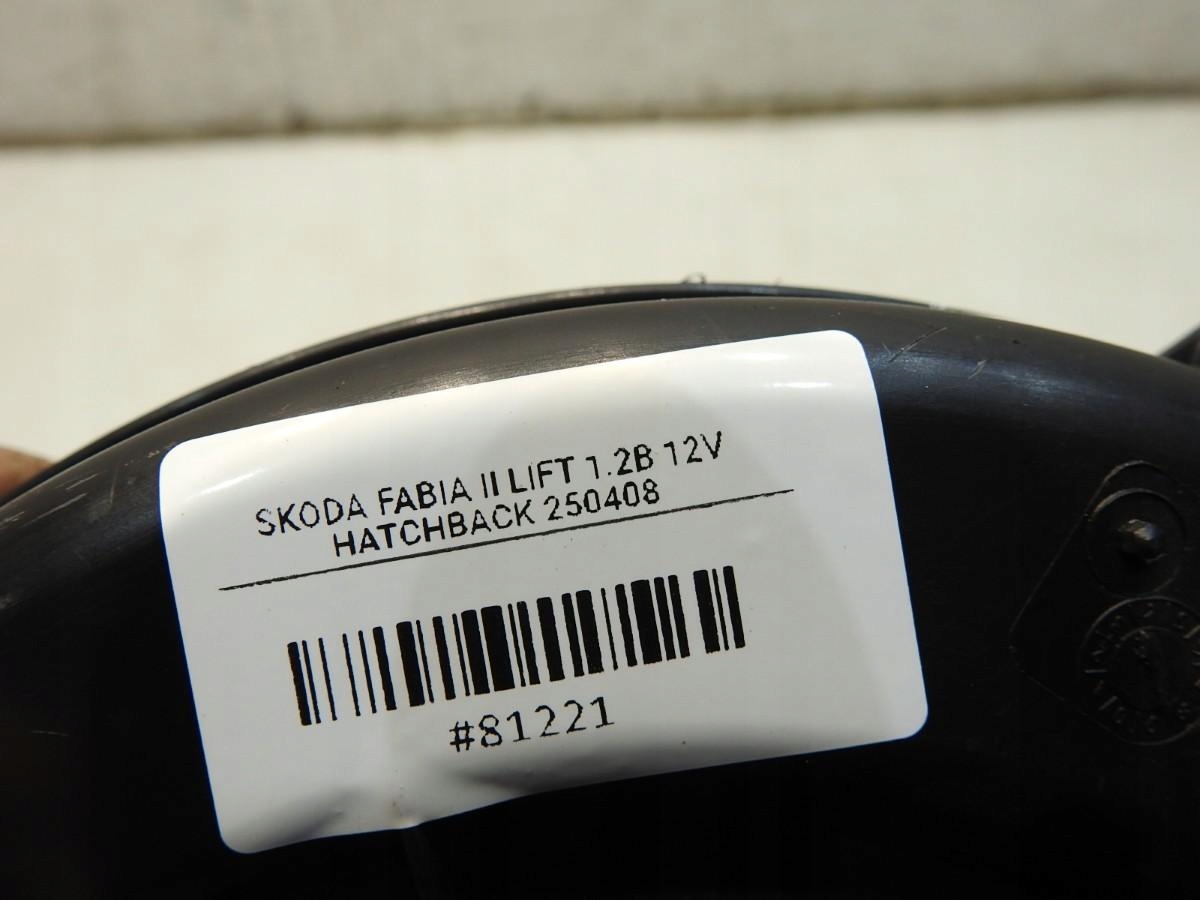 SKODA FABIA II LIFT 1.2B 12V
HATCHBACK 250408
#81221